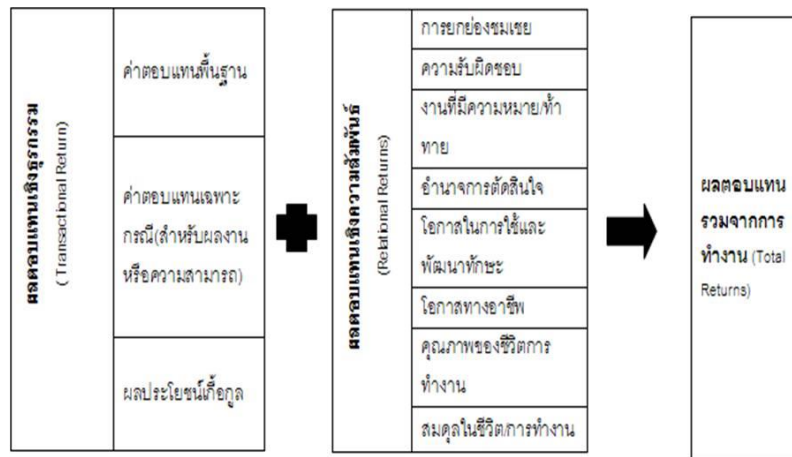 ผลตอบแทนเชิงธุรกรรม
(Transactional Return)
ค่าตอบแทนพื้นฐาน
ค่าตอบแทนเฉพาะ
กรณี(สำหรับผลงาน
หรือความสามารถ)
ผลประโยชน์เกื้อกูล
ผลตอบแทนเชิงความสัมพันธ์
(Relational Returns)
การยกย่องชมเชย
ความรับผิดชอบ
งานที่มีความหมาย/ท้า
ทาย
อำนาจการตัดสินใจ
โอกาสในการใช้และ
พัฒนาทักษะ
โอกาสทางอาชีพ
คุณภาพของชีวิตการ
ทำงาน
สมดุลในชีวิต/การทำงาน
ผลตอบแทน
รวมจากการ
ทำงาน (Total
Returns)